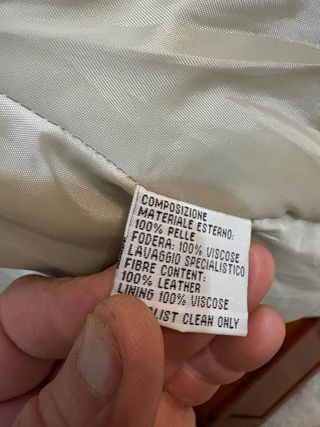 COMPOSIZIONE
MATERIALE ESTERNO:
100% PELLE
FODERA: 100% VISCOSE
LAVAGGIO SPECIALISTICO
FIBRE CONTENT:
100% LEATHER
LINING 100% VISCOSE
CLEAN ONLY